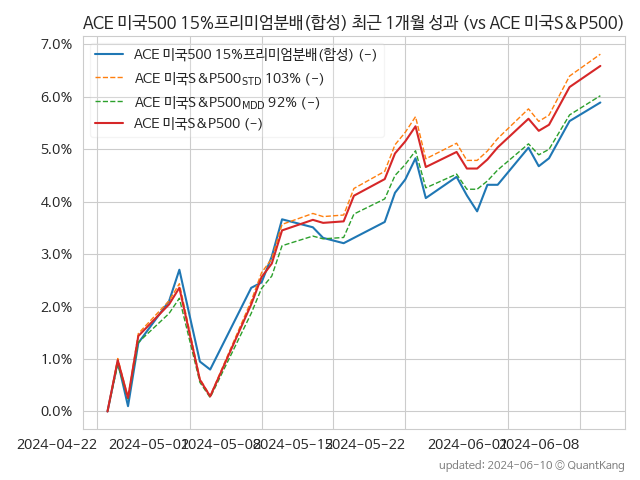 ACE 미국500 15%프리미엄분배(합성) 최근 1개월 성과 (vs ACE 미국S&P500)
7.0%
6.0%
5.0%
4.0%
3.0%
2.0%
1.0%
0.0%
ACE 미국500 15%프리미엄분배(합성) (-)
ACE 미국S&P500STD 103% (-)
ACE 미국S&P500MDD 92% (-)
ACE 미국S&P500 (-)
2024-04-22 2024-05-01 2024-05-08 2024-05-15 2024-05-22 2024-06-01 2024-06-08
updated: 2024-06-10 © QuantKang